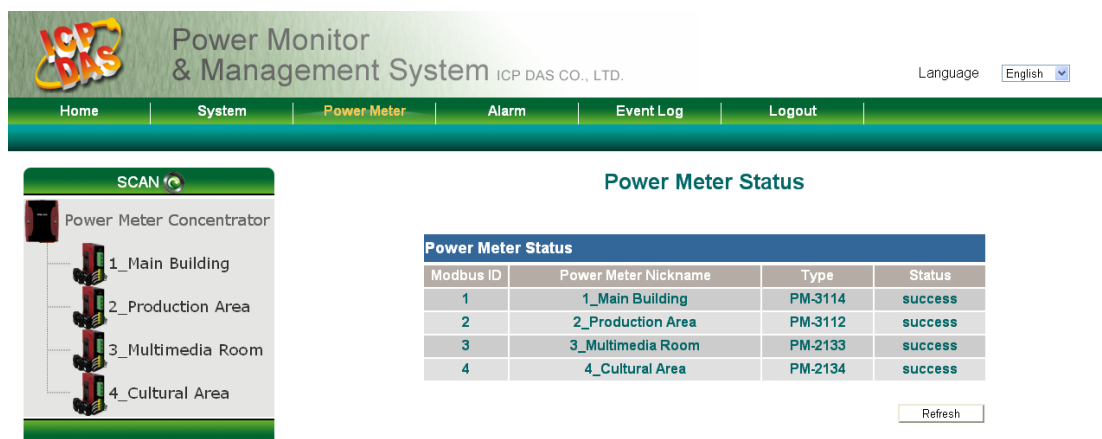 ICP
DAS
Power Monitor
& Management System ICP DAS CO., LTD.
Language English
Home System Power Meter Alarm Event Log Logout
SCAN
Power Meter Concentrator
1_Main Building
2_Production Area
3_Multimedia Room
4_Cultural Area
Power Meter Status
Power Meter Status
Modbus ID Power Meter Nickname Type Status
1 1_Main Building PM-3114 success
2 2_Production Area PM-3112 success
3 3_Multimedia Room PM-2133 success
4 4_Cultural Area PM-2134 success
Refresh